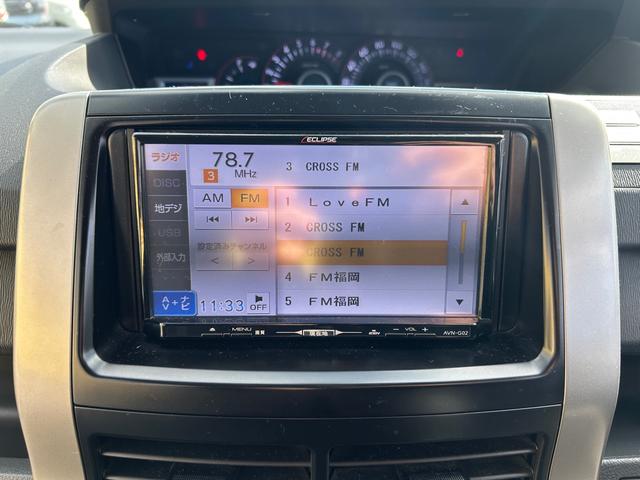 ECLIPSE
ラジオ
DISC
地デジ
USB
外部入力
78.7
3 MHz
3 CROSS FM
AM FM
設定済みチャンネル
< >
1 LoveFM
2 CROSS FM
CROSS FM
4 FM福岡
5 FM福岡
11:33
OFF
MENU
現在地
− VOL +
AVN-G02